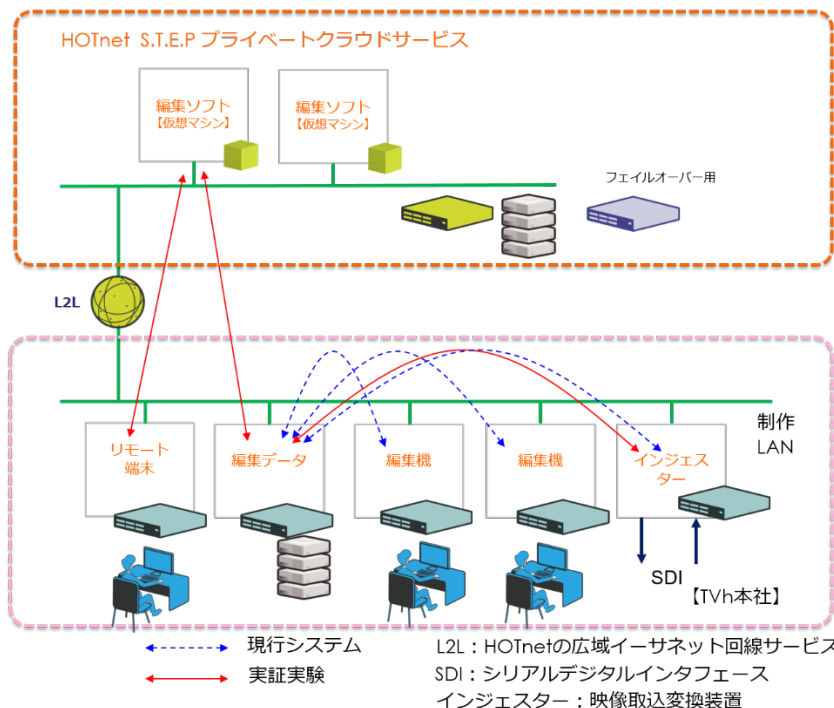 HOTnet S.T.E.P プライベートクラウドサービス
編集ソフト
【仮想マシン】
編集ソフト
【仮想マシン】
フェイルオーバー用
L2L
制作
LAN
リモート
端末
編集データ
編集機
編集機
インジェス
ター
SDI
【TVh本社】
現行システム
実証実験
L2L：HOTnetの広域イーサネット回線サービス
SDI：シリアルデジタルインタフェース
インジェスター：映像取込変換装置